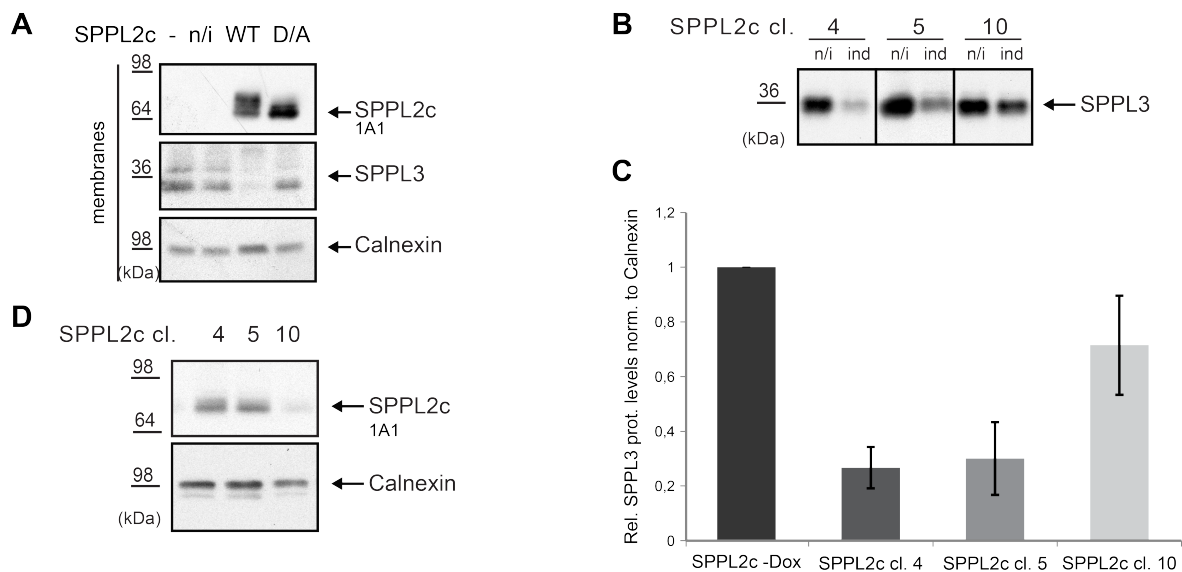 A
SPPL2c - n/i WT D/A
membranes
98
64
SPPL2c
1A1
36
SPPL3
98
Calnexin
(kDa)
B
SPPL2c cl. 4 5 10
n/i ind n/i ind n/i ind
36
SPPL3
(kDa)
C
Rel. SPPL3 prot. levels norm. to Calnexin
1,2
1
0,8
0,6
0,4
0,2
0
SPPL2c -Dox SPPL2c cl. 4 SPPL2c cl. 5 SPPL2c cl. 10
D
SPPL2c cl. 4 5 10
98
SPPL2c
64
1A1
98
Calnexin
(kDa)